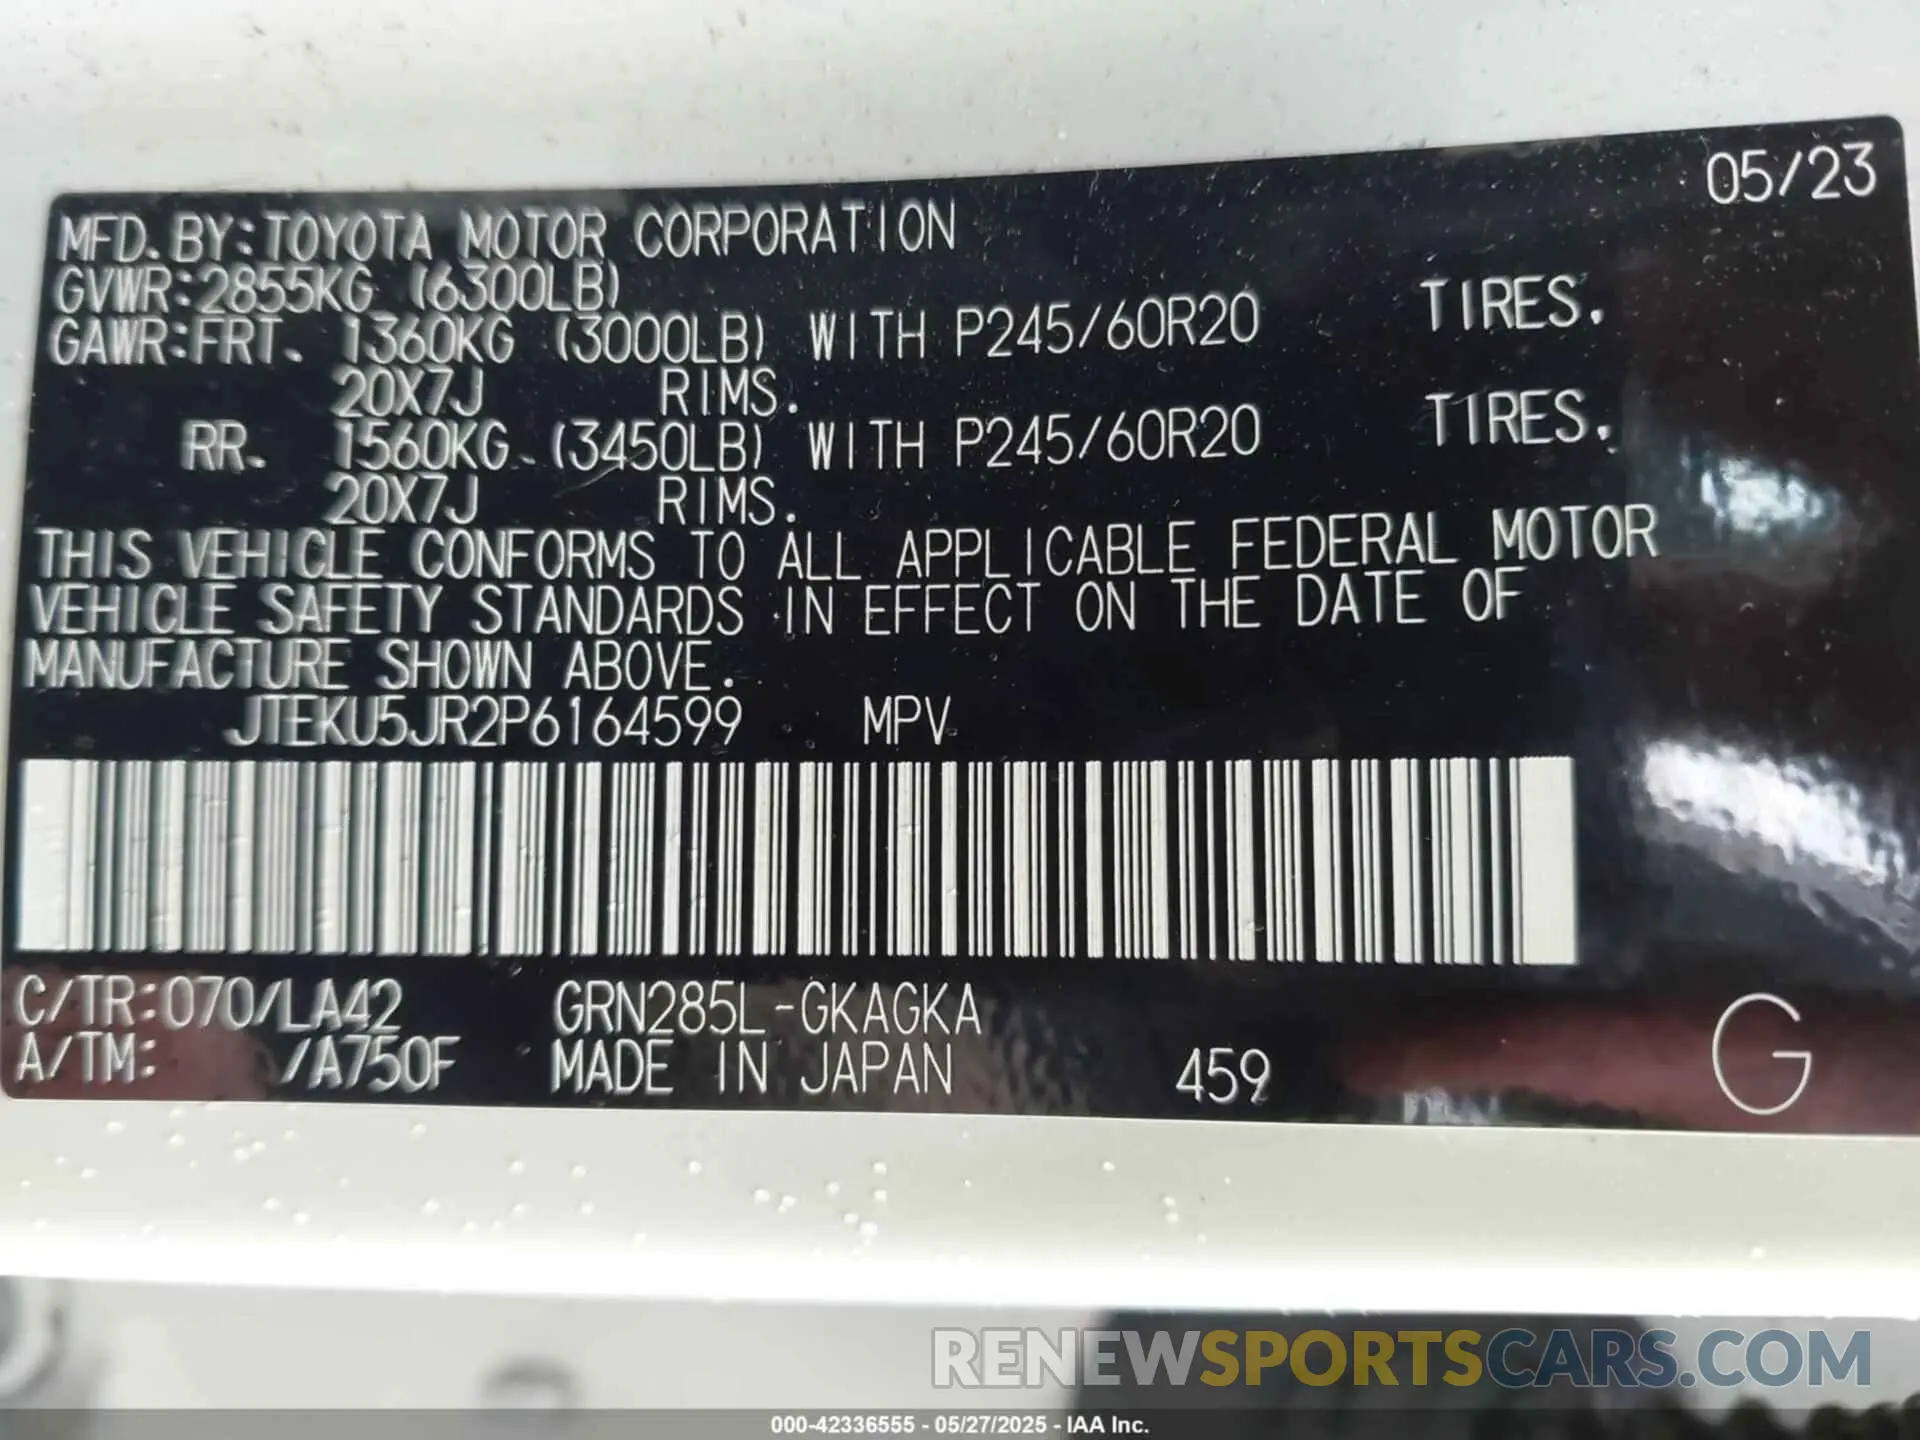 05/23
MFD. BY:TOYOTA MOTOR CORPORATION
GVWR:2855KG (6300LB)
GAWR:FRT. 1360KG (3000LB) WITH P245/60R20 TIRES.
20X7J RIMS.
RR. 1560KG (3450LB) WITH P245/60R20 TIRES.
20X7J RIMS.
THIS VEHICLE CONFORMS TO ALL APPLICABLE FEDERAL MOTOR
VEHICLE SAFETY STANDARDS IN EFFECT ON THE DATE OF
MANUFACTURE SHOWN ABOVE.
JTEKU5JR2P6164599 MPV
C/TR:070/LA42 GRN285L-GKAGKA
A/TM: /A750F MADE IN JAPAN 459 G
RENEWSPORTSCARS.COM
000-42336555 - 05/27/2025 - IAA Inc.